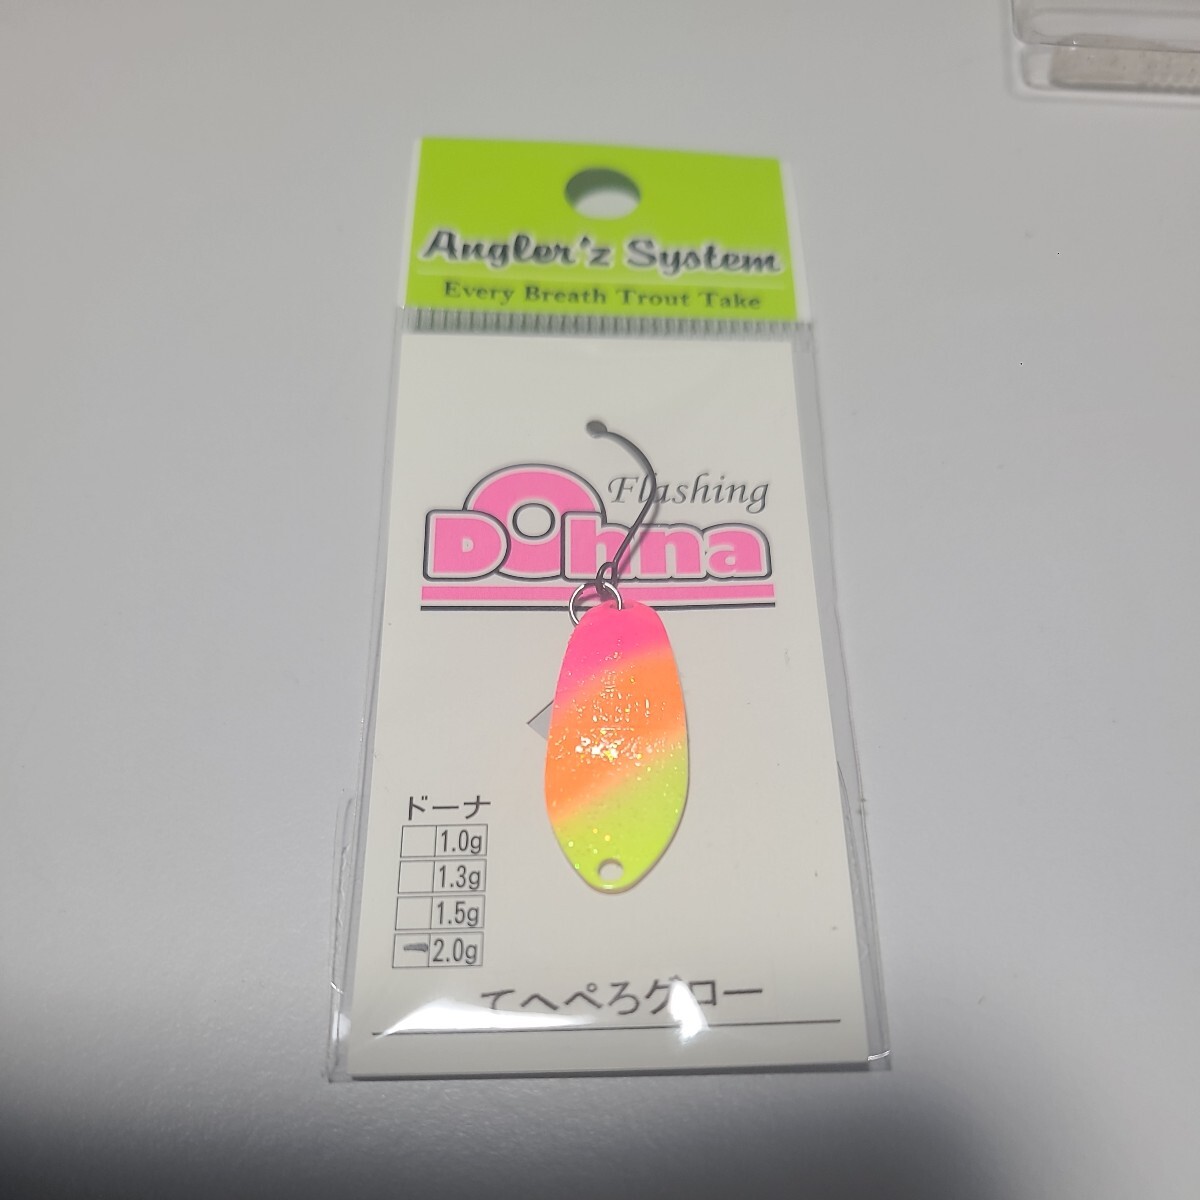 Angler'z System
Every Breath Trout Take
Flashing
Dohna
ドーナ
1.0g
1.3g
1.5g
2.0g
てへぺろグロー